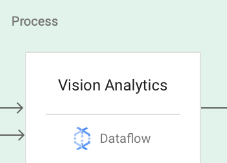 Process
Vision Analytics
Dataflow